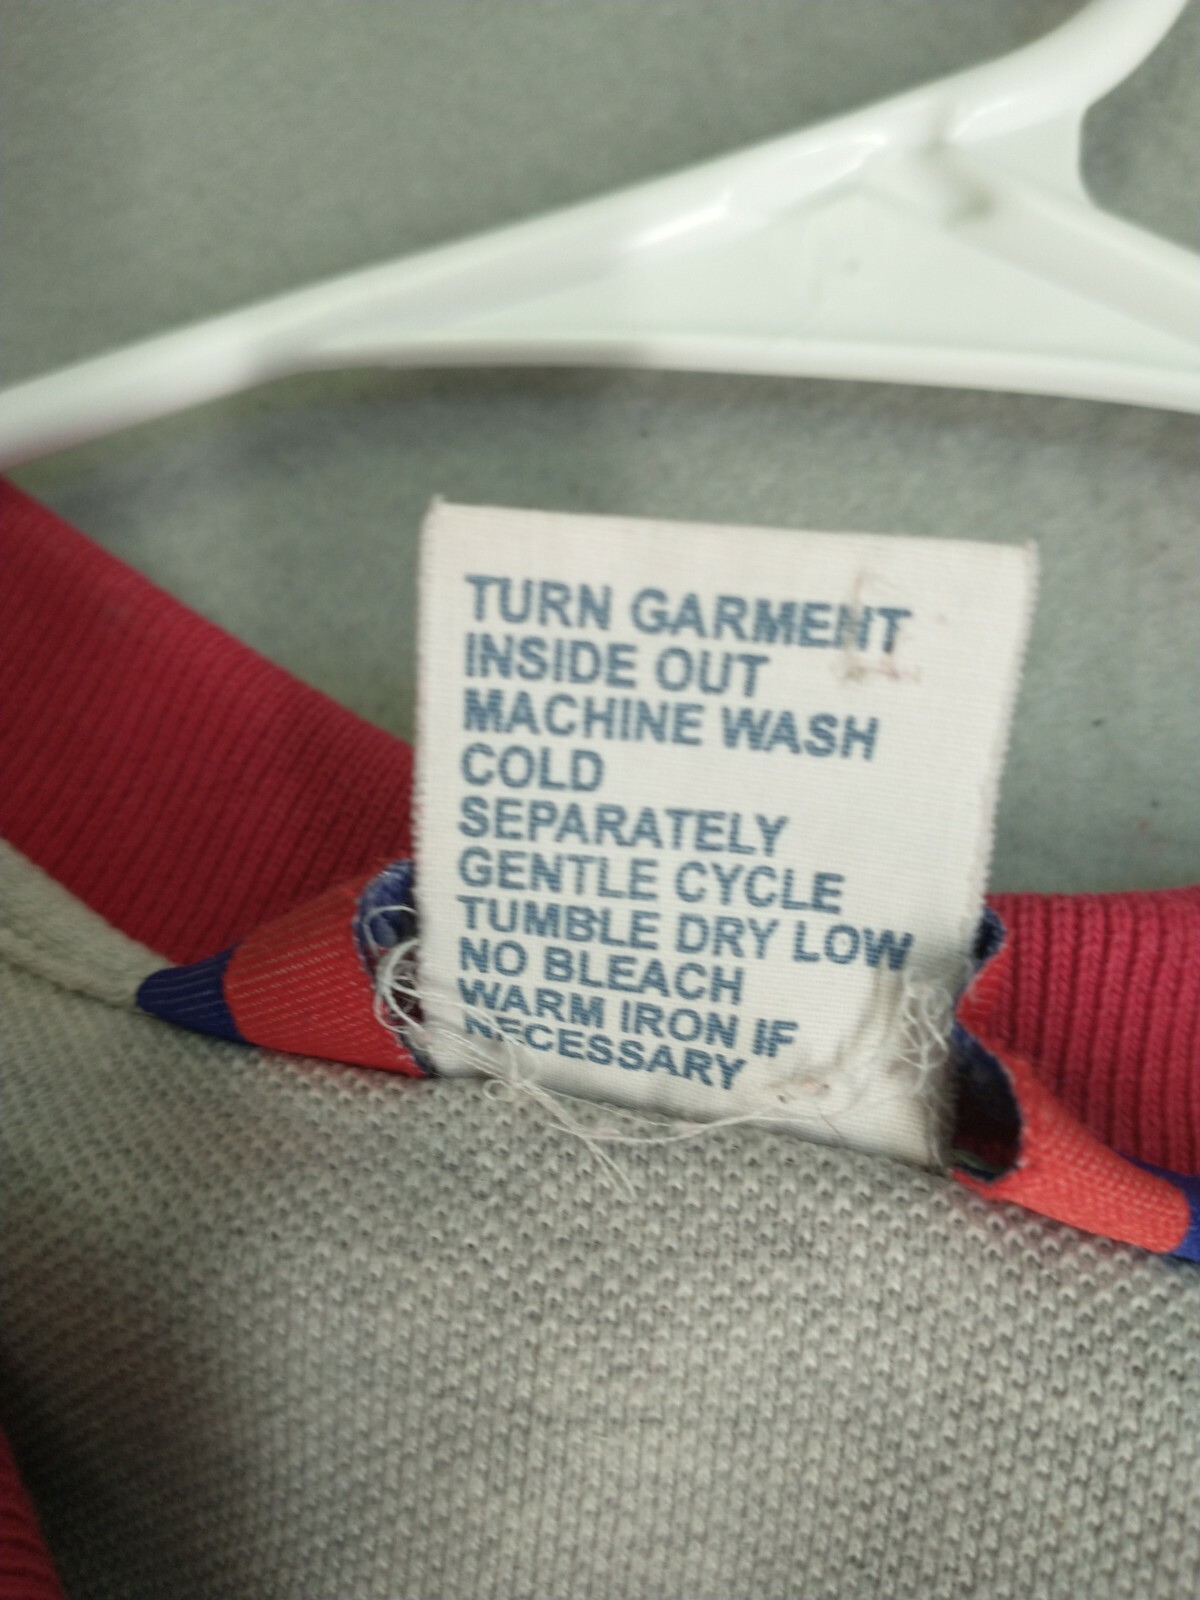 TURN GARMENT
INSIDE OUT
MACHINE WASH
COLD
SEPARATELY
GENTLE CYCLE
TUMBLE DRY LOW
NO BLEACH
WARM IRON IF
NECESSARY